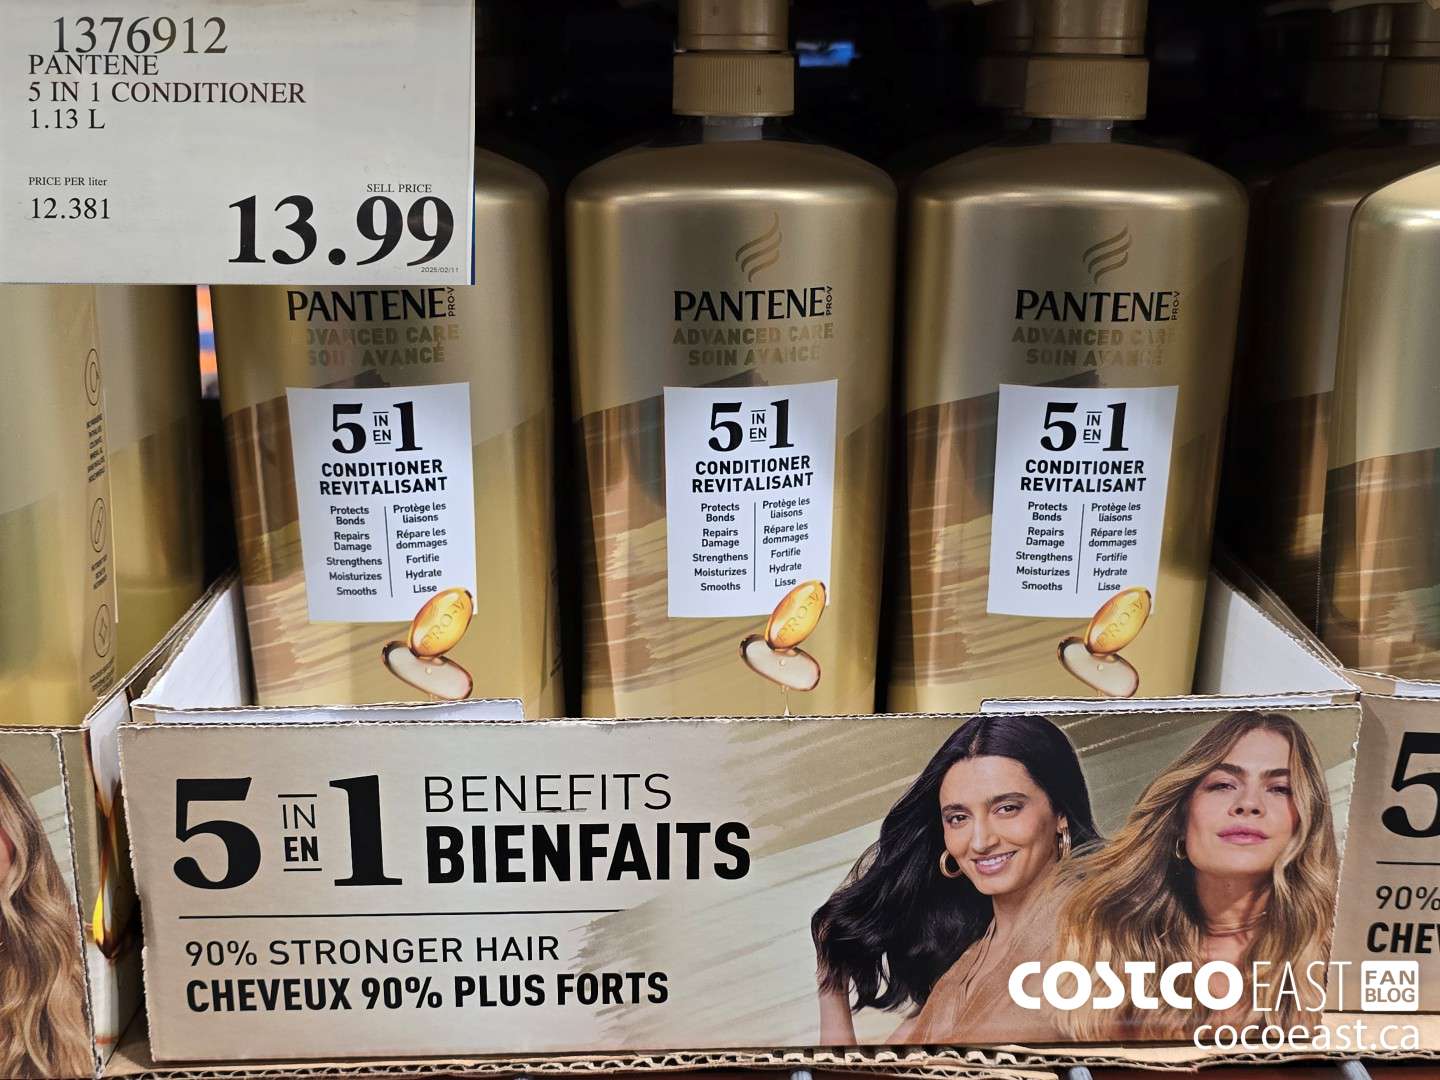 1376912
PANTENE
5 IN 1 CONDITIONER
1.13 L
PRICE PER liter
12.381
SELL PRICE
13.99
2025/02/11
PANTENE PRO-V
ADVANCED CARE
SOIN AVANCÉ
5 IN EN 1
CONDITIONER
REVITALISANT
Protects Bonds
Repairs Damage
Strengthens
Moisturizes
Smooths
Protège les liaisons
Répare les dommages
Fortifie
Hydrate
Lisse
PRO-V
PANTENE PRO-V
ADVANCED CARE
SOIN AVANCÉ
5 IN EN 1
CONDITIONER
REVITALISANT
Protects Bonds
Repairs Damage
Strengthens
Moisturizes
Smooths
Protège les liaisons
Répare les dommages
Fortifie
Hydrate
Lisse
PRO-V
PANTENE PRO-V
ADVANCED CARE
SOIN AVANCÉ
5 IN EN 1
CONDITIONER
REVITALISANT
Protects Bonds
Repairs Damage
Strengthens
Moisturizes
Smooths
Protège les liaisons
Répare les dommages
Fortifie
Hydrate
Lisse
PRO-V
5 IN EN 1 BENEFITS
BIENFAITS
90% STRONGER HAIR
CHEVEUX 90% PLUS FORTS
5
90%
CHEV
COSTCO EAST FAN BLOG
cocoeast.ca